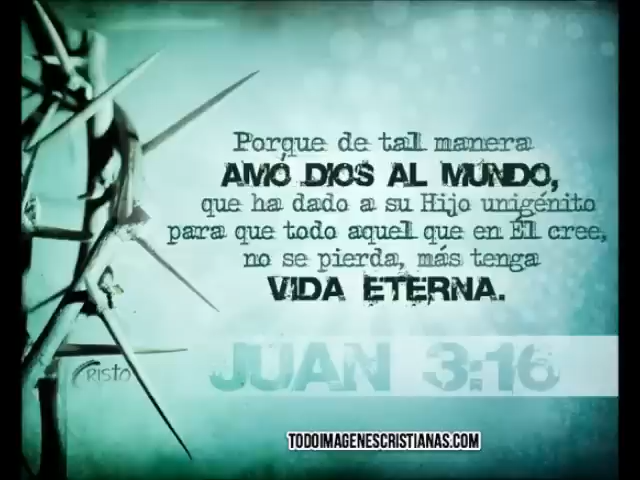 Porque de tal manera
AMÓ DIOS AL MUNDO,
que ha dado a su Hijo unigénito
para que todo aquel que en Él cree,
no se pierda, más tenga
VIDA ETERNA.
JUAN 3:16
CRISTO
TODOIMAGENESCRISTIANAS.COM